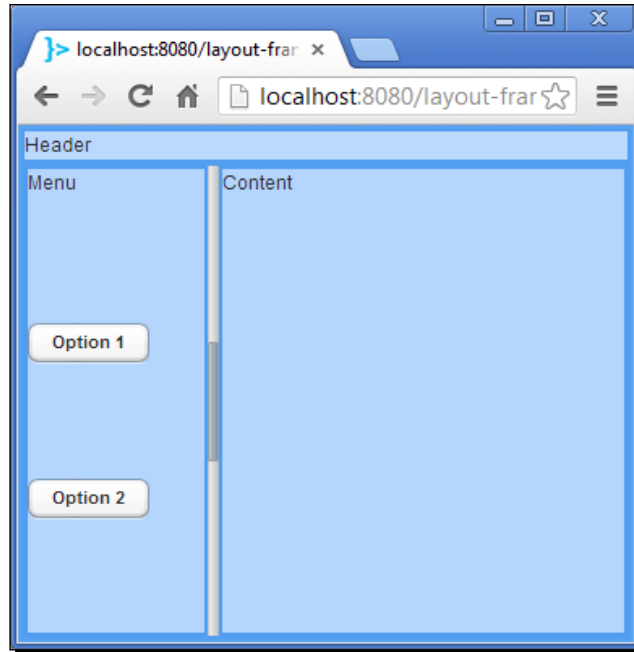 localhost:8080/layout-frar
localhost:8080/layout-frar
Header
Menu
Content
Option 1
Option 2